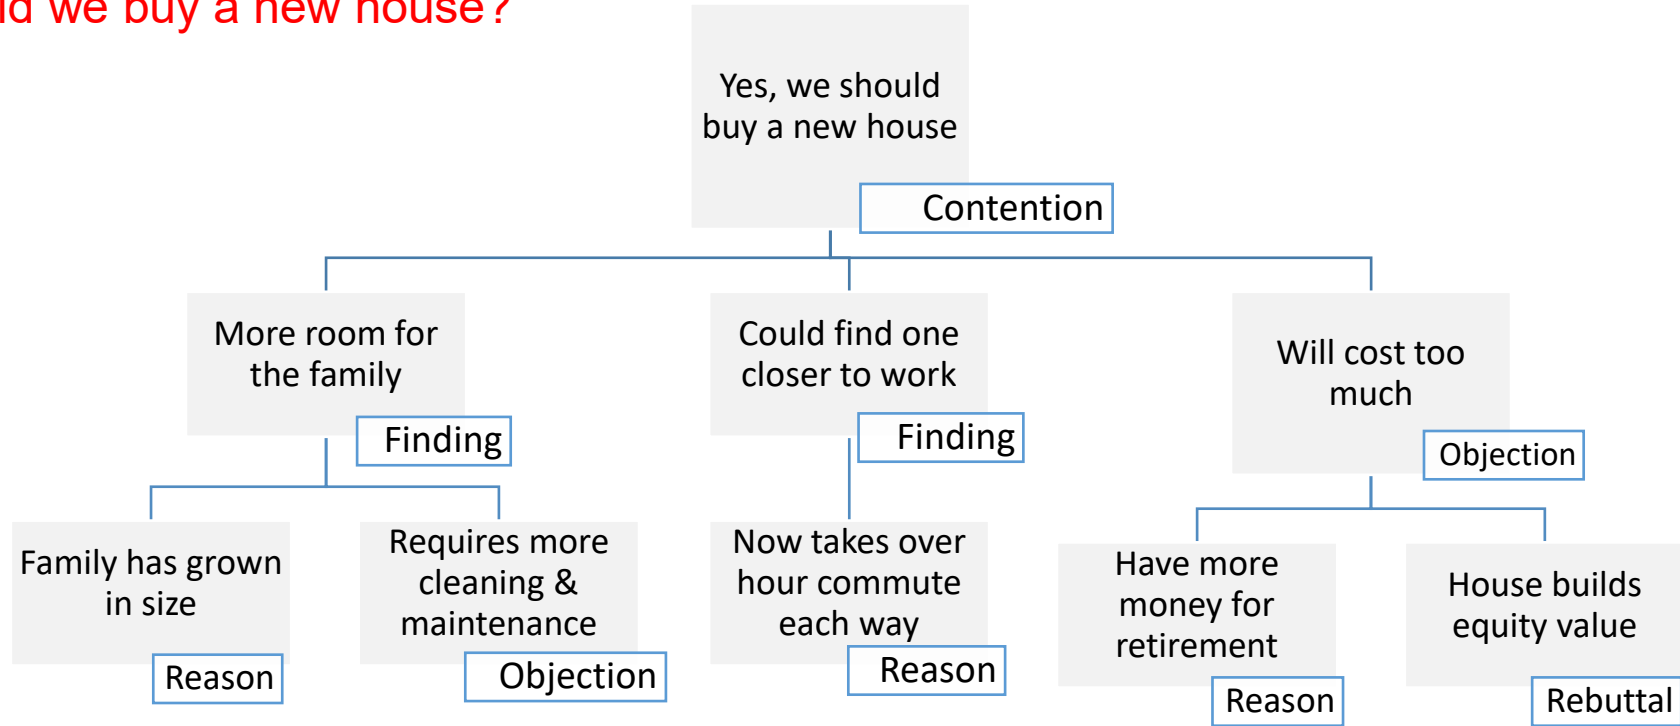 ld we buy a new house?
Yes, we should
buy a new house
Contention
More room for
the family
Finding
Could find one
closer to work
Finding
Will cost too
much
Objection
Family has grown
in size
Reason
Requires more
cleaning &
maintenance
Objection
Now takes over
hour commute
each way
Reason
Have more
money for
retirement
Reason
House builds
equity value
Rebuttal